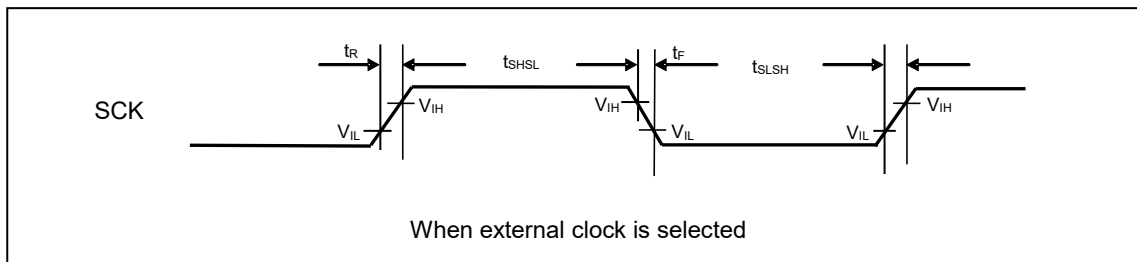 tR tSHSL tF tSLSH
VIH VIH VIH
SCK
VIL VIL VIL
When external clock is selected